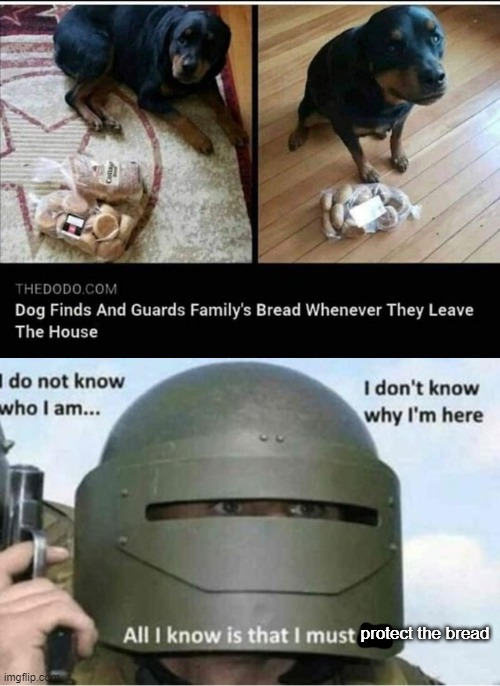 THEDODO.COM
Dog Finds And Guards Family's Bread Whenever They Leave
The House
I do not know
who I am...
I don't know
why I'm here
All I know is that I must protect the bread
imgflip.com